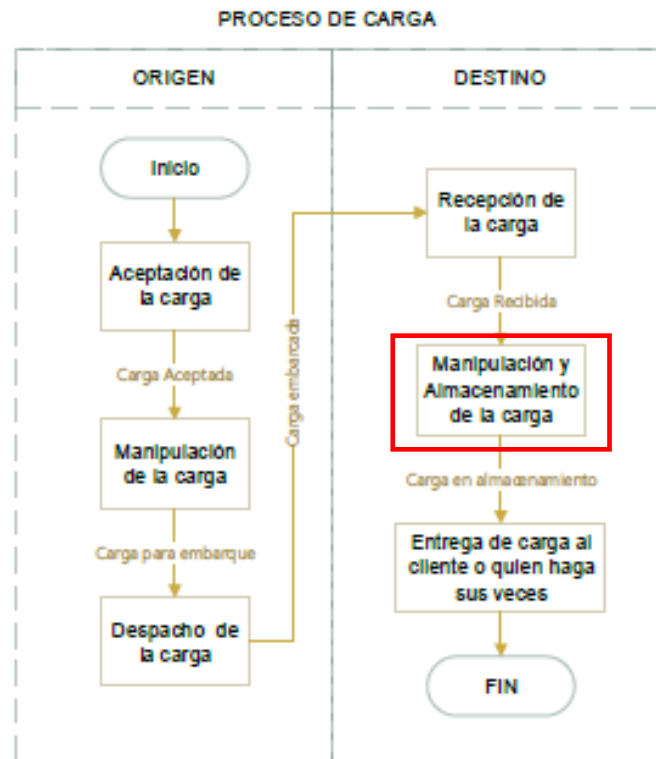 PROCESO DE CARGA
ORIGEN
Inicio
Aceptación de
la carga
Carga Aceptada
Manipulación
de la carga
Carga para embarque
Despacho de
la carga
Carga embarcada
DESTINO
Recepción de
la carga
Carga Recibida
Manipulación y
Almacenamiento
de la carga
Carga en almacenamiento
Entrega de carga al
cliente o quien haga
sus veces
FIN